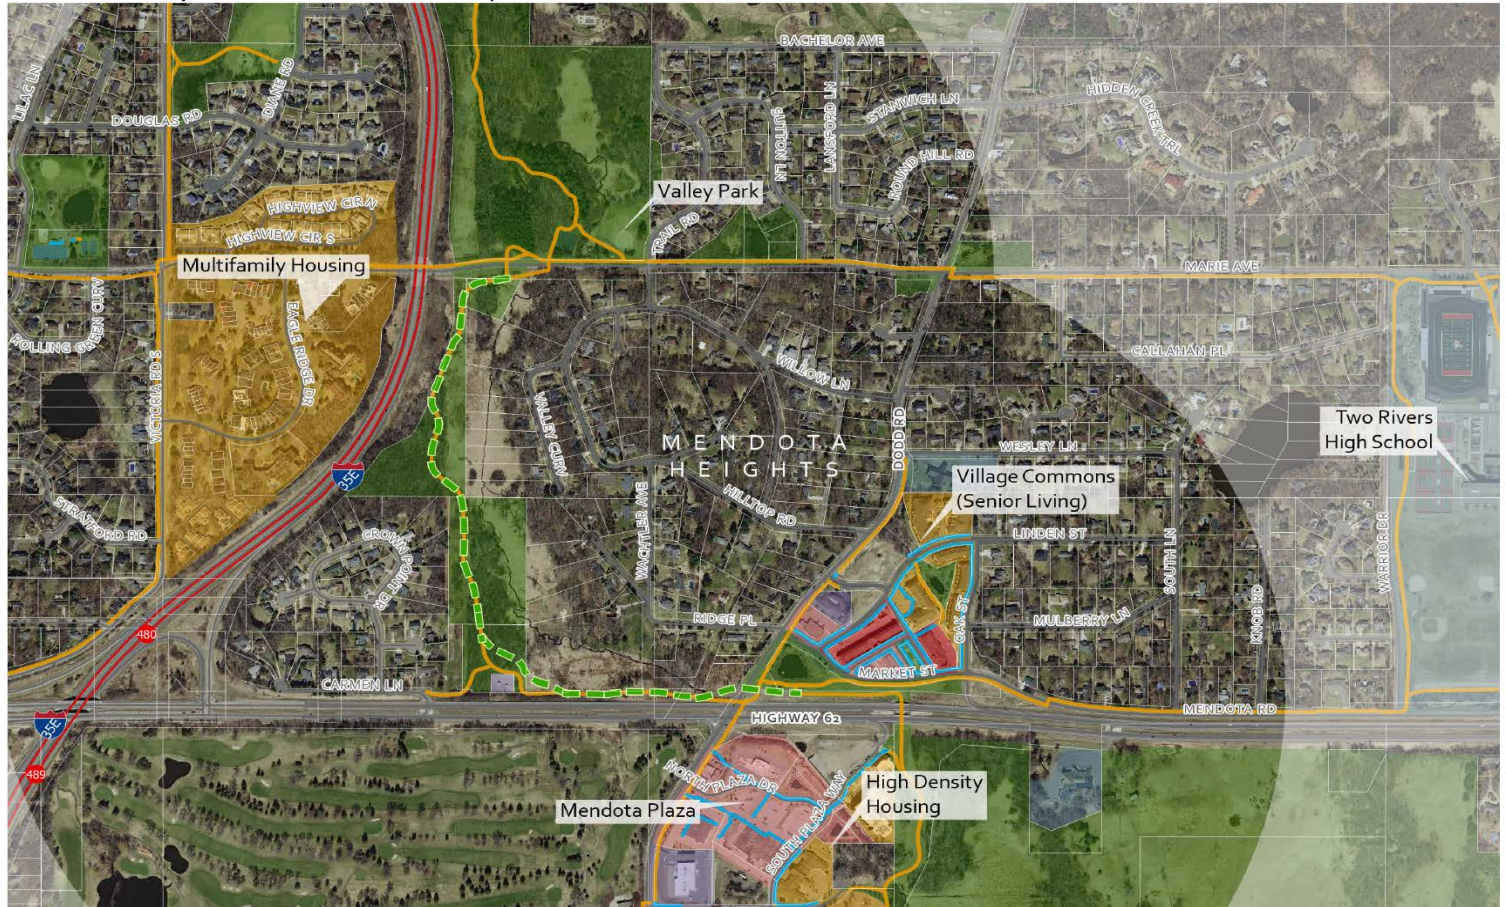 BACHELOR AVE
LILAC LN
DIANE RD
DOUGLAS RD
SUTTON LN
LANSFORD LN
STANWICH LN
HIDDEN CREEK TRL
ROUND HILL RD
Valley Park
TRAIL RD
HIGHVIEW CIR N
HIGHVIEW CIR S
Multifamily Housing
MARIE AVE
EAGLE RIDGE DR
ROLLING GREEN CURV
VICTORIA RD S
CALLAHAN PL
WILLOW LN
VALLEY CURV
DODD RD
MENDOTA
HEIGHTS
WESLEY LN
Two Rivers
High School
35E
Village Commons
(Senior Living)
HILLTOP RD
WACHTLER AVE
STRATFORD RD
CROWN POINT DR
LINDEN ST
SOUTH LN
WARRIOR DR
KNOB RD
OAK ST
MULBERRY LN
RIDGE PL
480
MARKET ST
CARMEN LN
MENDOTA RD
HIGHWAY 62
35E
489
NORTH PLAZA DR
SOUTH PLAZA WAY
High Density
Housing
Mendota Plaza